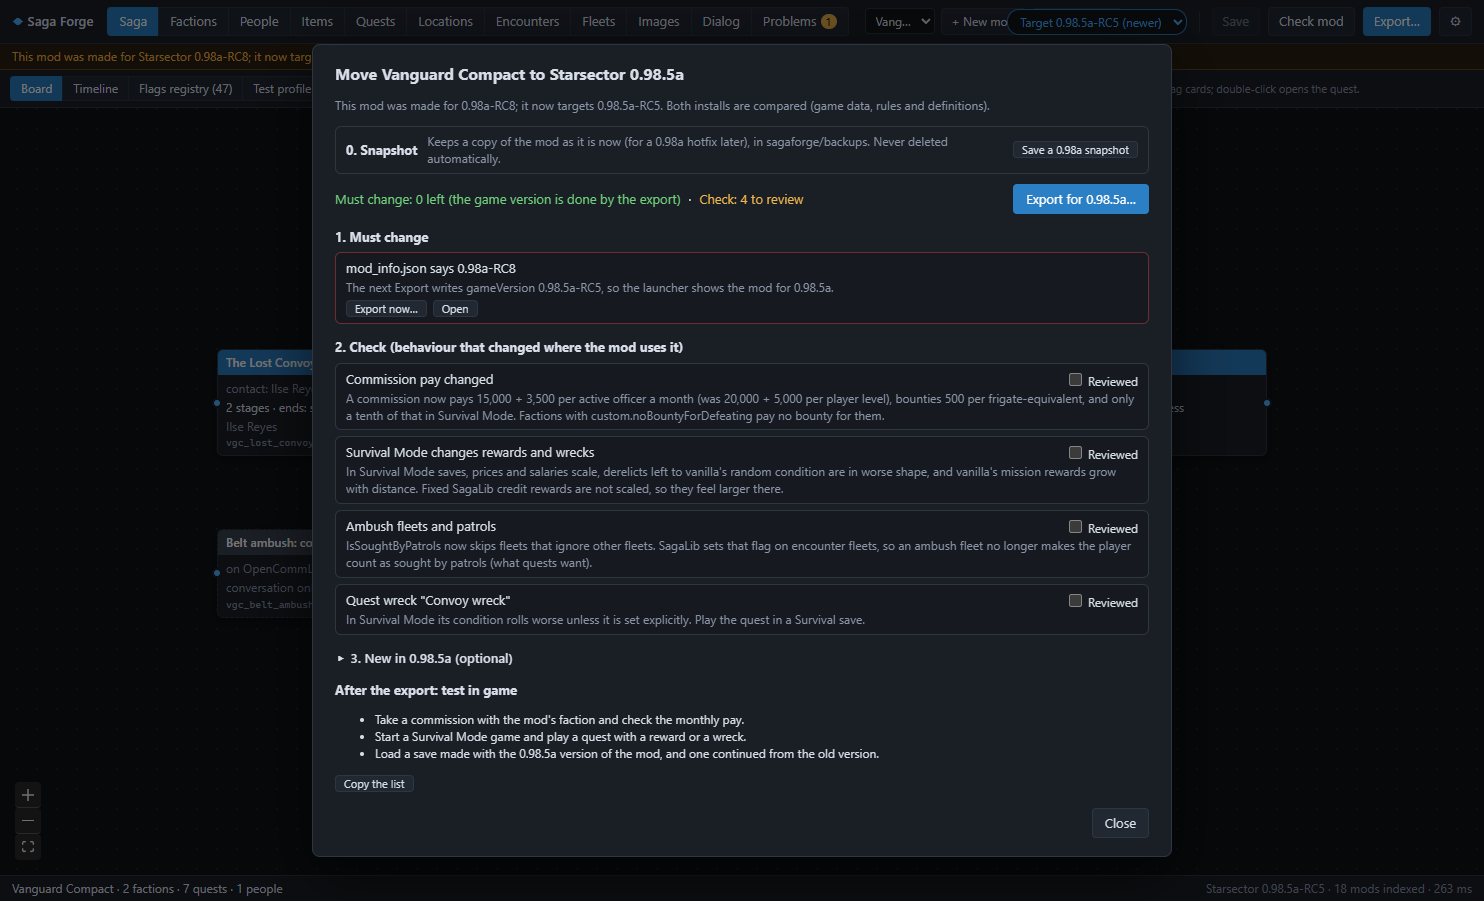 Saga Forge
Saga
Factions
People
Items
Quests
Locations
Encounters
Fleets
Images
Dialog
Problems 1
Vang...
+ New mo
Target 0.98.5a-RC5 (newer)
Save
Check mod
Export...
This mod was made for Starsector 0.98a-RC8; it now targ
Board
Timeline
Flags registry (47)
Test profile
ag cards; double-click opens the quest.
Move Vanguard Compact to Starsector 0.98.5a
This mod was made for 0.98a-RC8; it now targets 0.98.5a-RC5. Both installs are compared (game data, rules and definitions).
0. Snapshot
Keeps a copy of the mod as it is now (for a 0.98a hotfix later), in sagaforge/backups. Never deleted
automatically.
Save a 0.98a snapshot
Must change: 0 left (the game version is done by the export) · Check: 4 to review
Export for 0.98.5a...
1. Must change
mod_info.json says 0.98a-RC8
The next Export writes gameVersion 0.98.5a-RC5, so the launcher shows the mod for 0.98.5a.
Export now...
Open
2. Check (behaviour that changed where the mod uses it)
Commission pay changed
Reviewed
A commission now pays 15,000 + 3,500 per active officer a month (was 20,000 + 5,000 per player level), bounties 500 per frigate-equivalent, and only
a tenth of that in Survival Mode. Factions with custom.noBountyForDefeating pay no bounty for them.
Survival Mode changes rewards and wrecks
Reviewed
In Survival Mode saves, prices and salaries scale, derelicts left to vanilla's random condition are in worse shape, and vanilla's mission rewards grow
with distance. Fixed SagaLib credit rewards are not scaled, so they feel larger there.
Ambush fleets and patrols
Reviewed
IsSoughtByPatrols now skips fleets that ignore other fleets. SagaLib sets that flag on encounter fleets, so an ambush fleet no longer makes the player
count as sought by patrols (what quests want).
Quest wreck "Convoy wreck"
Reviewed
In Survival Mode its condition rolls worse unless it is set explicitly. Play the quest in a Survival save.
3. New in 0.98.5a (optional)
After the export: test in game
• Take a commission with the mod's faction and check the monthly pay.
• Start a Survival Mode game and play a quest with a reward or a wreck.
• Load a save made with the 0.98.5a version of the mod, and one continued from the old version.
Copy the list
Close
The Lost Convoy
contact: Ilse Rey
2 stages · ends: s
Ilse Reyes
vgc_lost_convoy
ess
Belt ambush: co
on OpenCommL
conversation on
vgc_belt_ambush
Vanguard Compact · 2 factions · 7 quests · 1 people
Starsector 0.98.5a-RC5 · 18 mods indexed · 263 ms